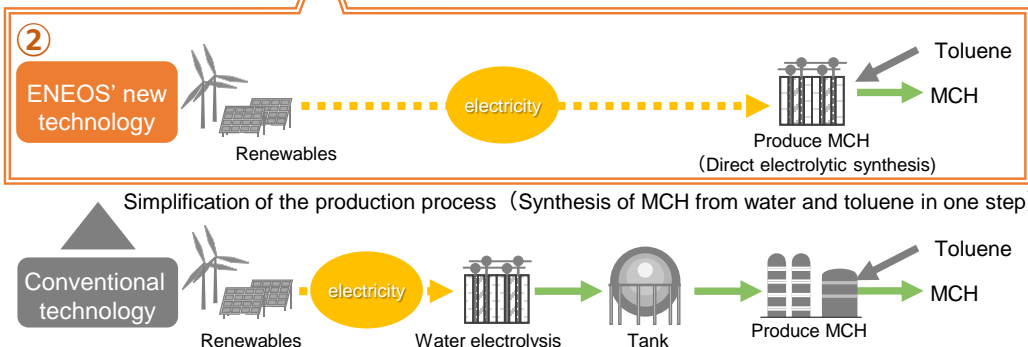 ②
ENEOS' new
technology
Renewables
electricity
Toluene
MCH
Produce MCH
(Direct electrolytic synthesis)
Simplification of the production process（Synthesis of MCH from water and toluene in one step
Conventional
technology
Renewables
electricity
Water electrolysis
Tank
Produce MCH
Toluene
MCH